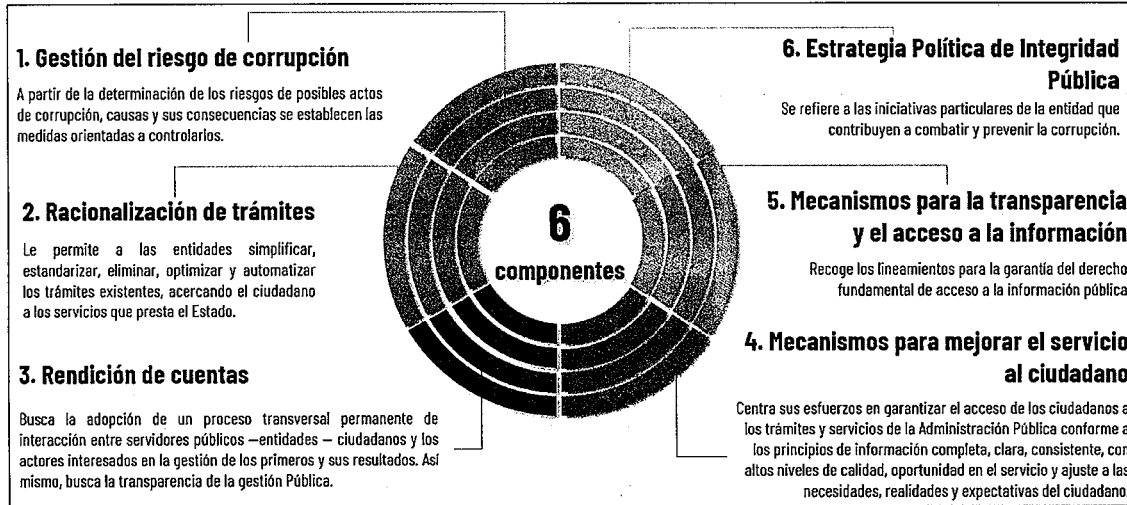 1. Gestión del riesgo de corrupción
A partir de la determinación de los riesgos de posibles actos
de corrupción, causas y sus consecuencias se establecen las
medidas orientadas a controlarlos.
2. Racionalización de trámites
Le permite a las entidades simplificar,
estandarizar, eliminar, optimizar y automatizar
los trámites existentes, acercando el ciudadano
a los servicios que presta el Estado.
3. Rendición de cuentas
Busca la adopción de un proceso transversal permanente de
interacción entre servidores públicos —entidades — ciudadanos y los
actores interesados en la gestión de los primeros y sus resultados. Así
mismo, busca la transparencia de la gestión Pública.
6
componentes
6. Estrategia Política de Integridad
Pública
Se refiere a las iniciativas particulares de la entidad que
contribuyen a combatir y prevenir la corrupción.
5. Mecanismos para la transparencia
y el acceso a la información
Recoge los lineamientos para la garantía del derecho
fundamental de acceso a la información pública
4. Mecanismos para mejorar el servicio
al ciudadano
Centra sus esfuerzos en garantizar el acceso de los ciudadanos a
los trámites y servicios de la Administración Pública conforme a
los principios de información completa, clara, consistente, con
altos niveles de calidad, oportunidad en el servicio y ajuste a las
necesidades, realidades y expectativas del ciudadano.